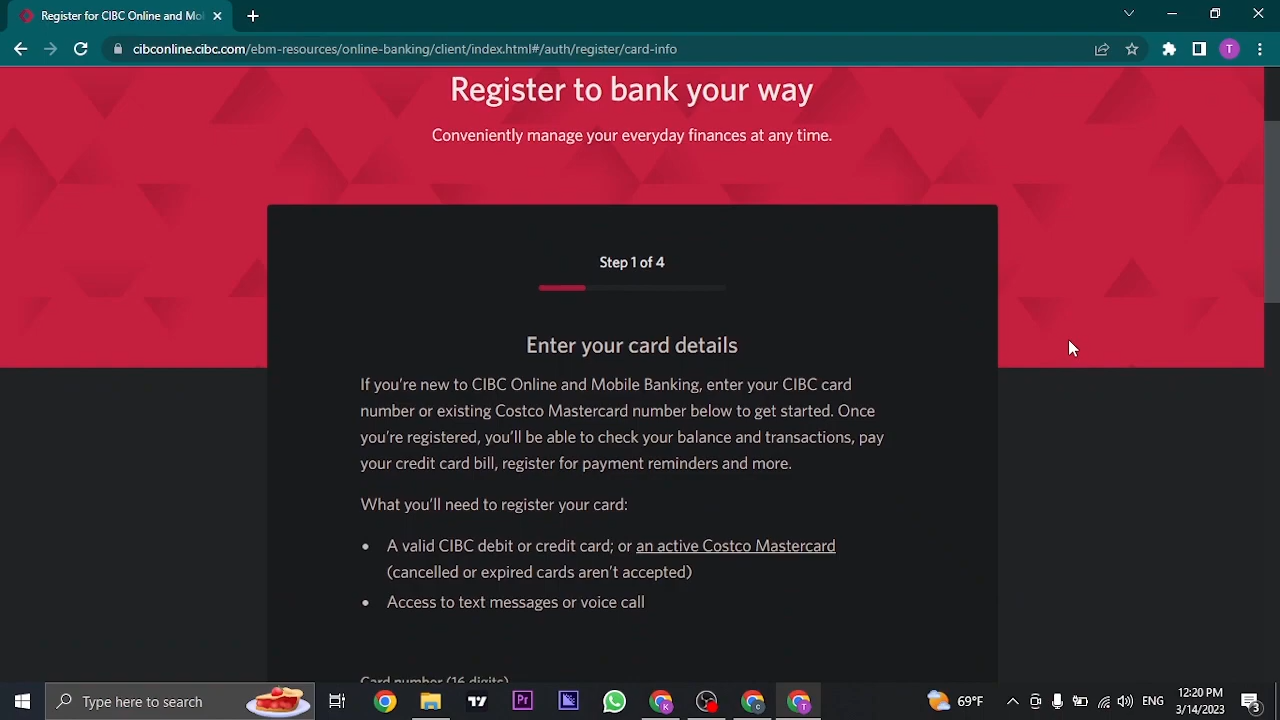 Register for CIBC Online and Mo
cibconline.cibc.com/ebm-resources/online-banking/client/index.html#/auth/register/card-info
T
Register to bank your way
Conveniently manage your everyday finances at any time.
Step 1 of 4
Enter your card details
If you're new to CIBC Online and Mobile Banking, enter your CIBC card
number or existing Costco Mastercard number below to get started. Once
you're registered, you'll be able to check your balance and transactions, pay
your credit card bill, register for payment reminders and more.
What you'll need to register your card:
• A valid CIBC debit or credit card; or an active Costco Mastercard
(cancelled or expired cards aren't accepted)
• Access to text messages or voice call
Card number (16 digits)
Type here to search
Pr
K
C
T
69°F
ENG
12:20 PM
3/14/2023
3